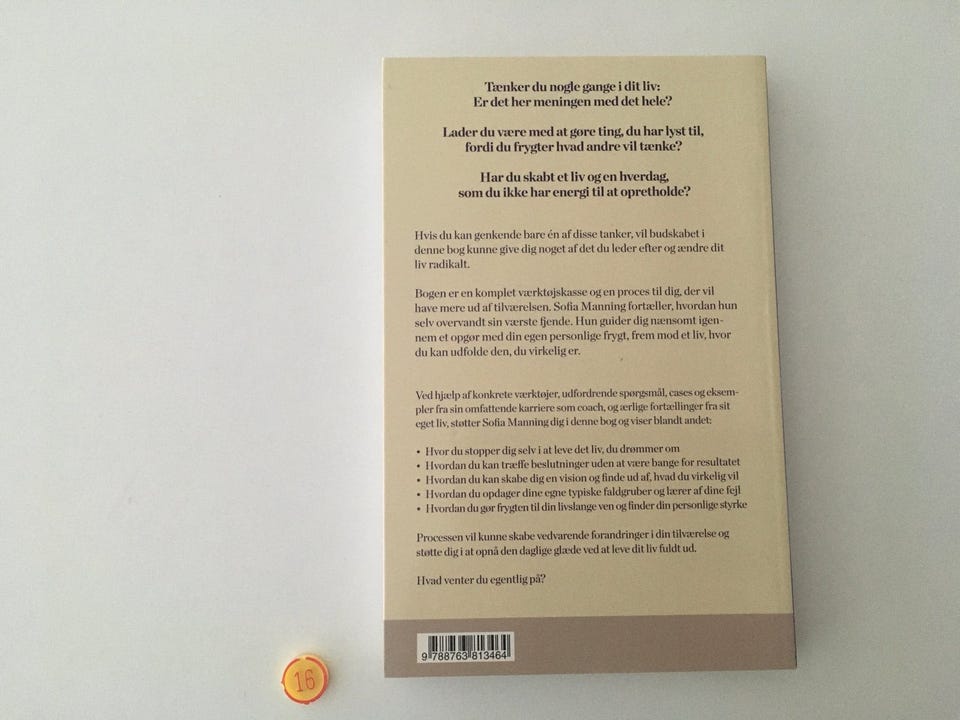 Tænker du nogle gange i dit liv:
Er det her meningen med det hele?
Lader du være med at gøre ting, du har lyst til,
fordi du frygter hvad andre vil tænke?
Har du skabt et liv og en hverdag,
som du ikke har energi til at opretholde?
Hvis du kan genkende bare én af disse tanker, vil budskabet i
denne bog kunne give dig noget af det du leder efter og ændre dit
liv radikalt.
Bogen er en komplet værktøjskasse og en proces til dig, der vil
have mere ud af tilværelsen. Sofia Manning fortæller, hvordan hun
selv overvandt sin værste fjende. Hun guider dig nænsomt igen-
nem et opgør med din egen personlige frygt, frem mod et liv, hvor
du kan udfolde den, du virkelig er.
Ved hjælp af konkrete værktøjer, udfordrende spørgsmål, cases og eksem-
pler fra sin omfattende karriere som coach, og ærlige fortællinger fra sit
eget liv, støtter Sofia Manning dig i denne bog og viser blandt andet:
• Hvor du stopper dig selv i at leve det liv, du drømmer om
• Hvordan du kan træffe beslutninger uden at være bange for resultatet
• Hvordan du kan skabe dig en vision og finde ud af, hvad du virkelig vil
• Hvordan du opdager dine egne typiske faldgruber og lærer af dine fejl
• Hvordan du gør frygten til din livslange ven og finder din personlige styrke
Processen vil kunne skabe vedvarende forandringer i din tilværelse og
støtte dig i at opnå den daglige glæde ved at leve dit liv fuldt ud.
Hvad venter du egentlig på?
9 788763 813464
16